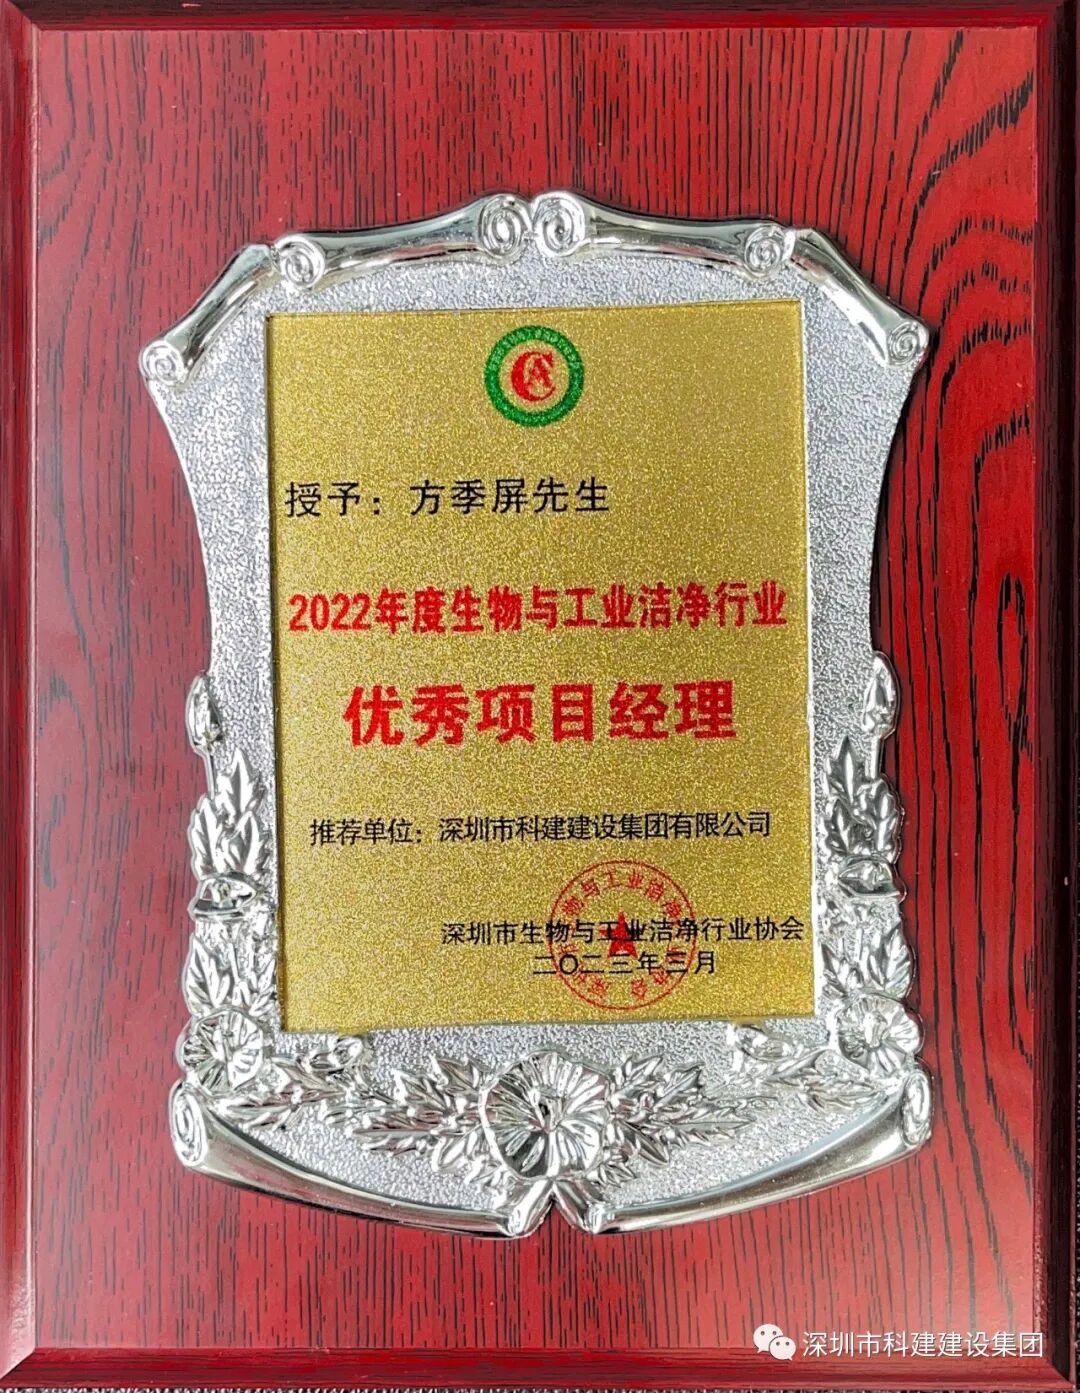 授予：方季屏先生
2022年度生物与工业洁净行业
优秀项目经理
推荐单位：深圳市科建建设集团有限公司
深圳市生物与工业洁净行业协会
二〇二三年三月
深圳市科建建设集团